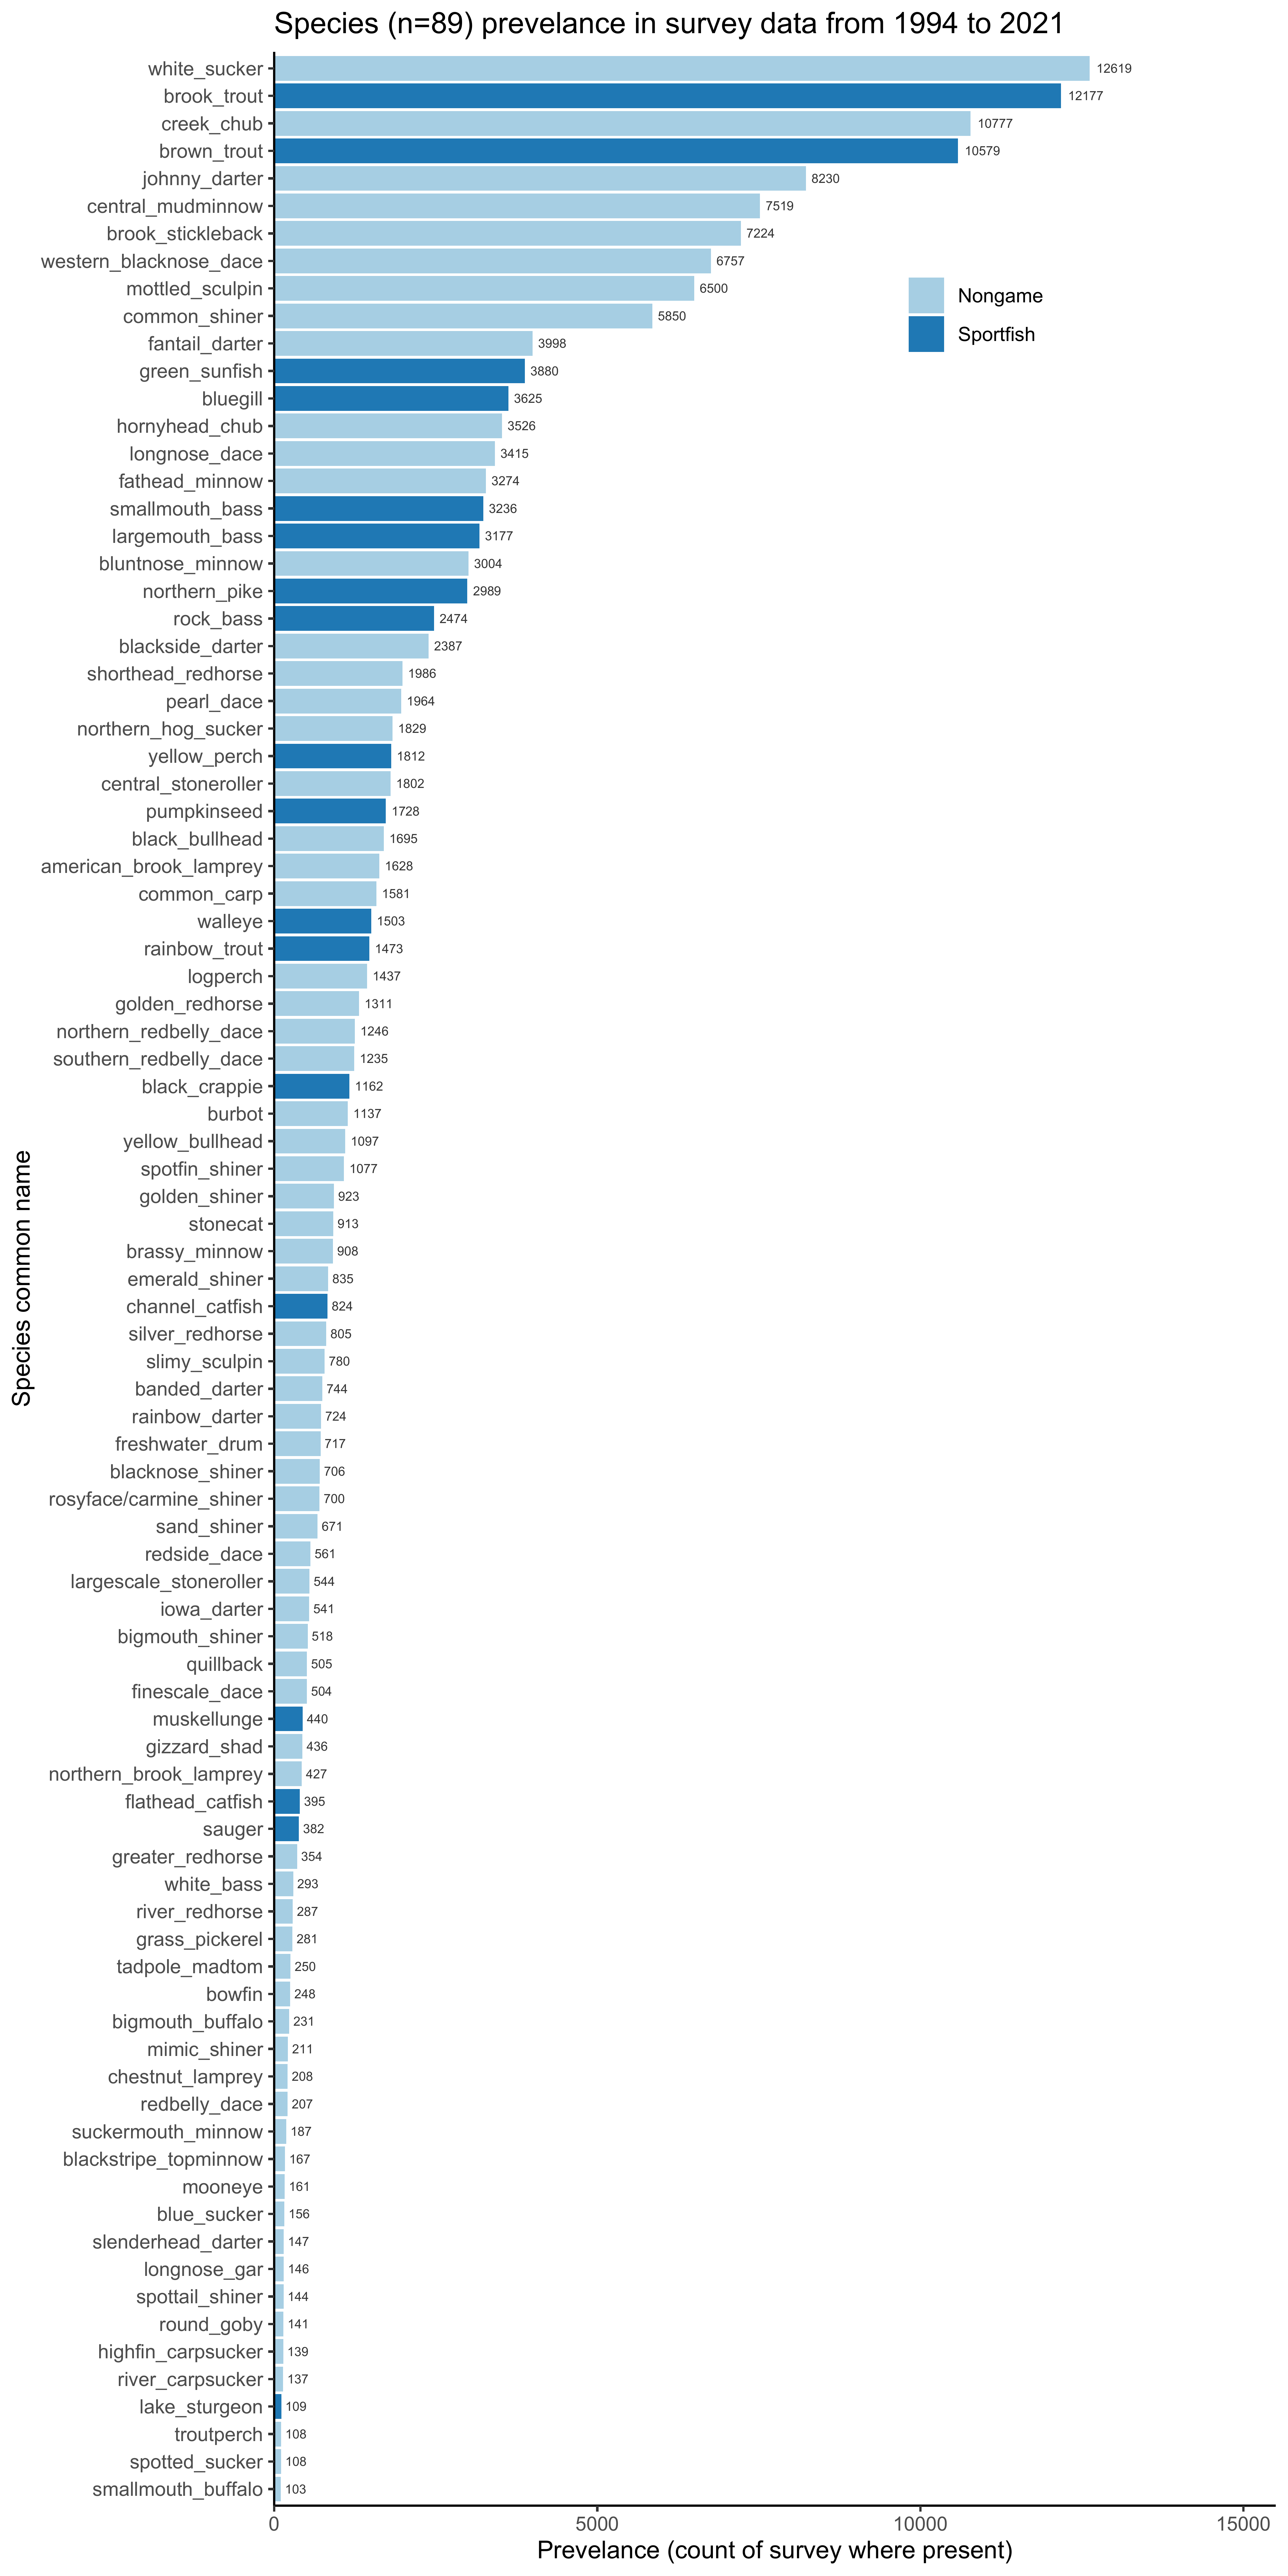 Species (n=89) prevelance in survey data from 1994 to 2021
white_sucker 12619
brook_trout 12177
creek_chub 10777
brown_trout 10579
johnny_darter 8230
central_mudminnow 7519
brook_stickleback 7224
western_blacknose_dace 6757
mottled_sculpin 6500
Nongame
common_shiner 5850
Sportfish
fantail_darter 3998
green_sunfish 3880
bluegill 3625
hornyhead_chub 3526
longnose_dace 3415
fathead_minnow 3274
smallmouth_bass 3236
largemouth_bass 3177
bluntnose_minnow 3004
northern_pike 2989
rock_bass 2474
blackside_darter 2387
shorthead_redhorse 1986
pearl_dace 1964
northern_hog_sucker 1829
yellow_perch 1812
central_stoneroller 1802
pumpkinseed 1728
black_bullhead 1695
american_brook_lamprey 1628
common_carp 1581
walleye 1503
rainbow_trout 1473
logperch 1437
golden_redhorse 1311
northern_redbelly_dace 1246
southern_redbelly_dace 1235
black_crappie 1162
burbot 1137
yellow_bullhead 1097
spotfin_shiner 1077
golden_shiner 923
stonecat 913
brassy_minnow 908
emerald_shiner 835
channel_catfish 824
silver_redhorse 805
slimy_sculpin 780
banded_darter 744
rainbow_darter 724
freshwater_drum 717
blacknose_shiner 706
rosyface/carmine_shiner 700
sand_shiner 671
redside_dace 561
largescale_stoneroller 544
iowa_darter 541
bigmouth_shiner 518
quillback 505
finescale_dace 504
muskellunge 440
gizzard_shad 436
northern_brook_lamprey 427
flathead_catfish 395
sauger 382
greater_redhorse 354
white_bass 293
river_redhorse 287
grass_pickerel 281
tadpole_madtom 250
bowfin 248
bigmouth_buffalo 231
mimic_shiner 211
chestnut_lamprey 208
redbelly_dace 207
suckermouth_minnow 187
blackstripe_topminnow 167
mooneye 161
blue_sucker 156
slenderhead_darter 147
longnose_gar 146
spottail_shiner 144
round_goby 141
highfin_carpsucker 139
river_carpsucker 137
lake_sturgeon 109
troutperch 108
spotted_sucker 108
smallmouth_buffalo 103
Species common name
0 5000 10000 15000
Prevelance (count of survey where present)